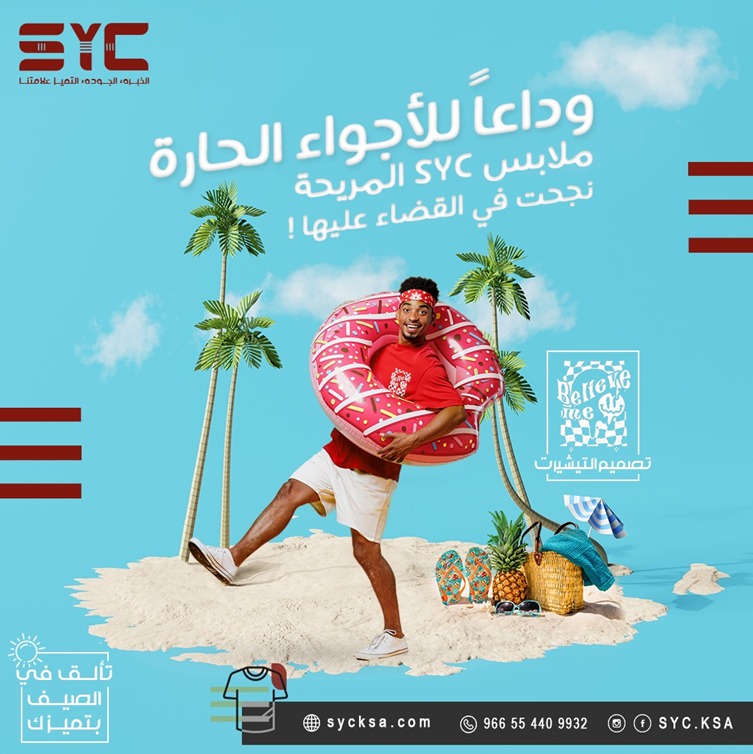 SYC
الخبرة، الجودة، التميز علامتنا
وداعاً للأجواء الحارة
ملابس SYC المريحة
نجحت في القضاء عليها !
Believe
me
تصميم التيشيرت
تألق في
الصيف
بتميزك
sycksa.com
966 55 440 9932
SYC.KSA